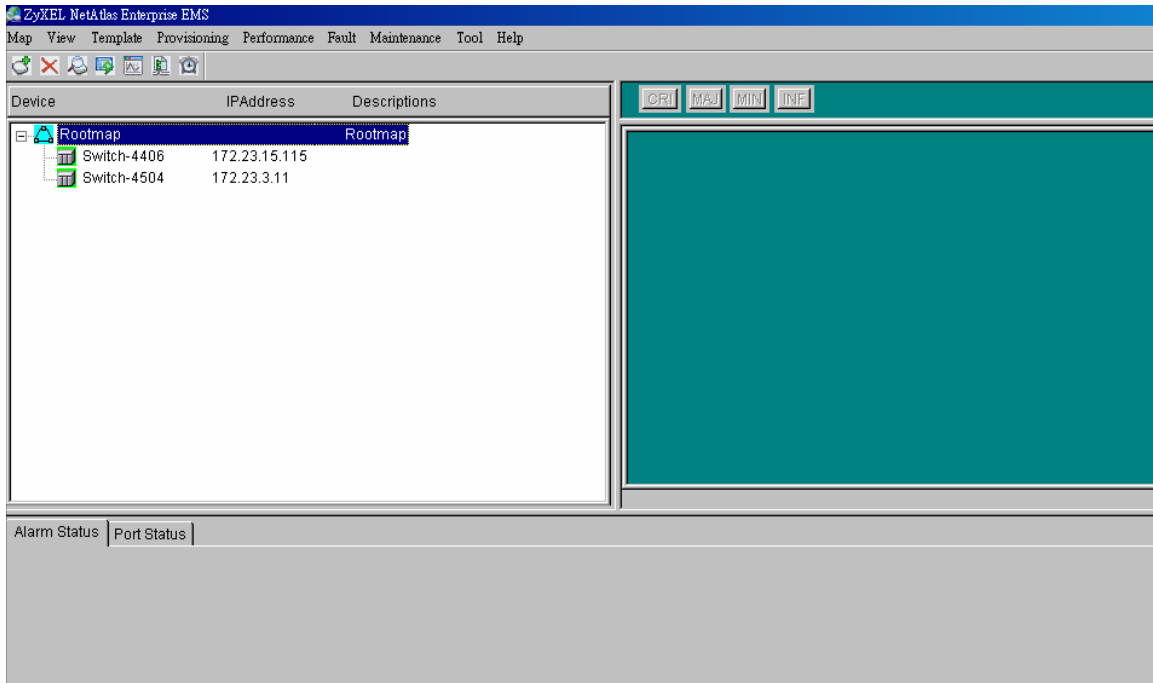 ZyXEL NetAtlas Enterprise EMS
Map View Template Provisioning Performance Fault Maintenance Tool Help
Device IPAddress Descriptions
CRI MAJ MIN INF
Rootmap Rootmap
Switch-4406 172.23.15.115
Switch-4504 172.23.3.11
Alarm Status Port Status